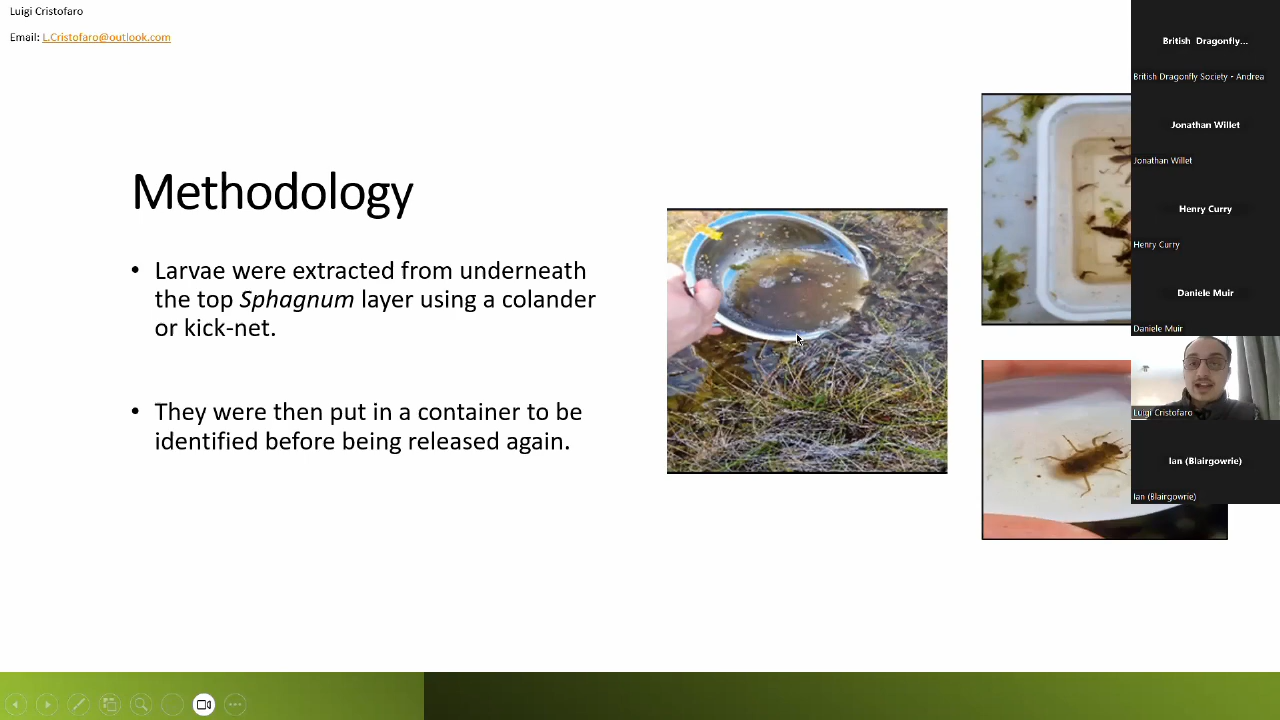 Luigi Cristofaro
Email: L.Cristofaro@outlook.com
Methodology
• Larvae were extracted from underneath
the top Sphagnum layer using a colander
or kick-net.
• They were then put in a container to be
identified before being released again.
British Dragonfly...
British Dragonfly Society - Andrea
Jonathan Willet
Jonathan Willet
Henry Curry
Henry Curry
Daniele Muir
Daniele Muir
Luigi Cristofaro
Ian (Blairgowrie)
Ian (Blairgowrie)